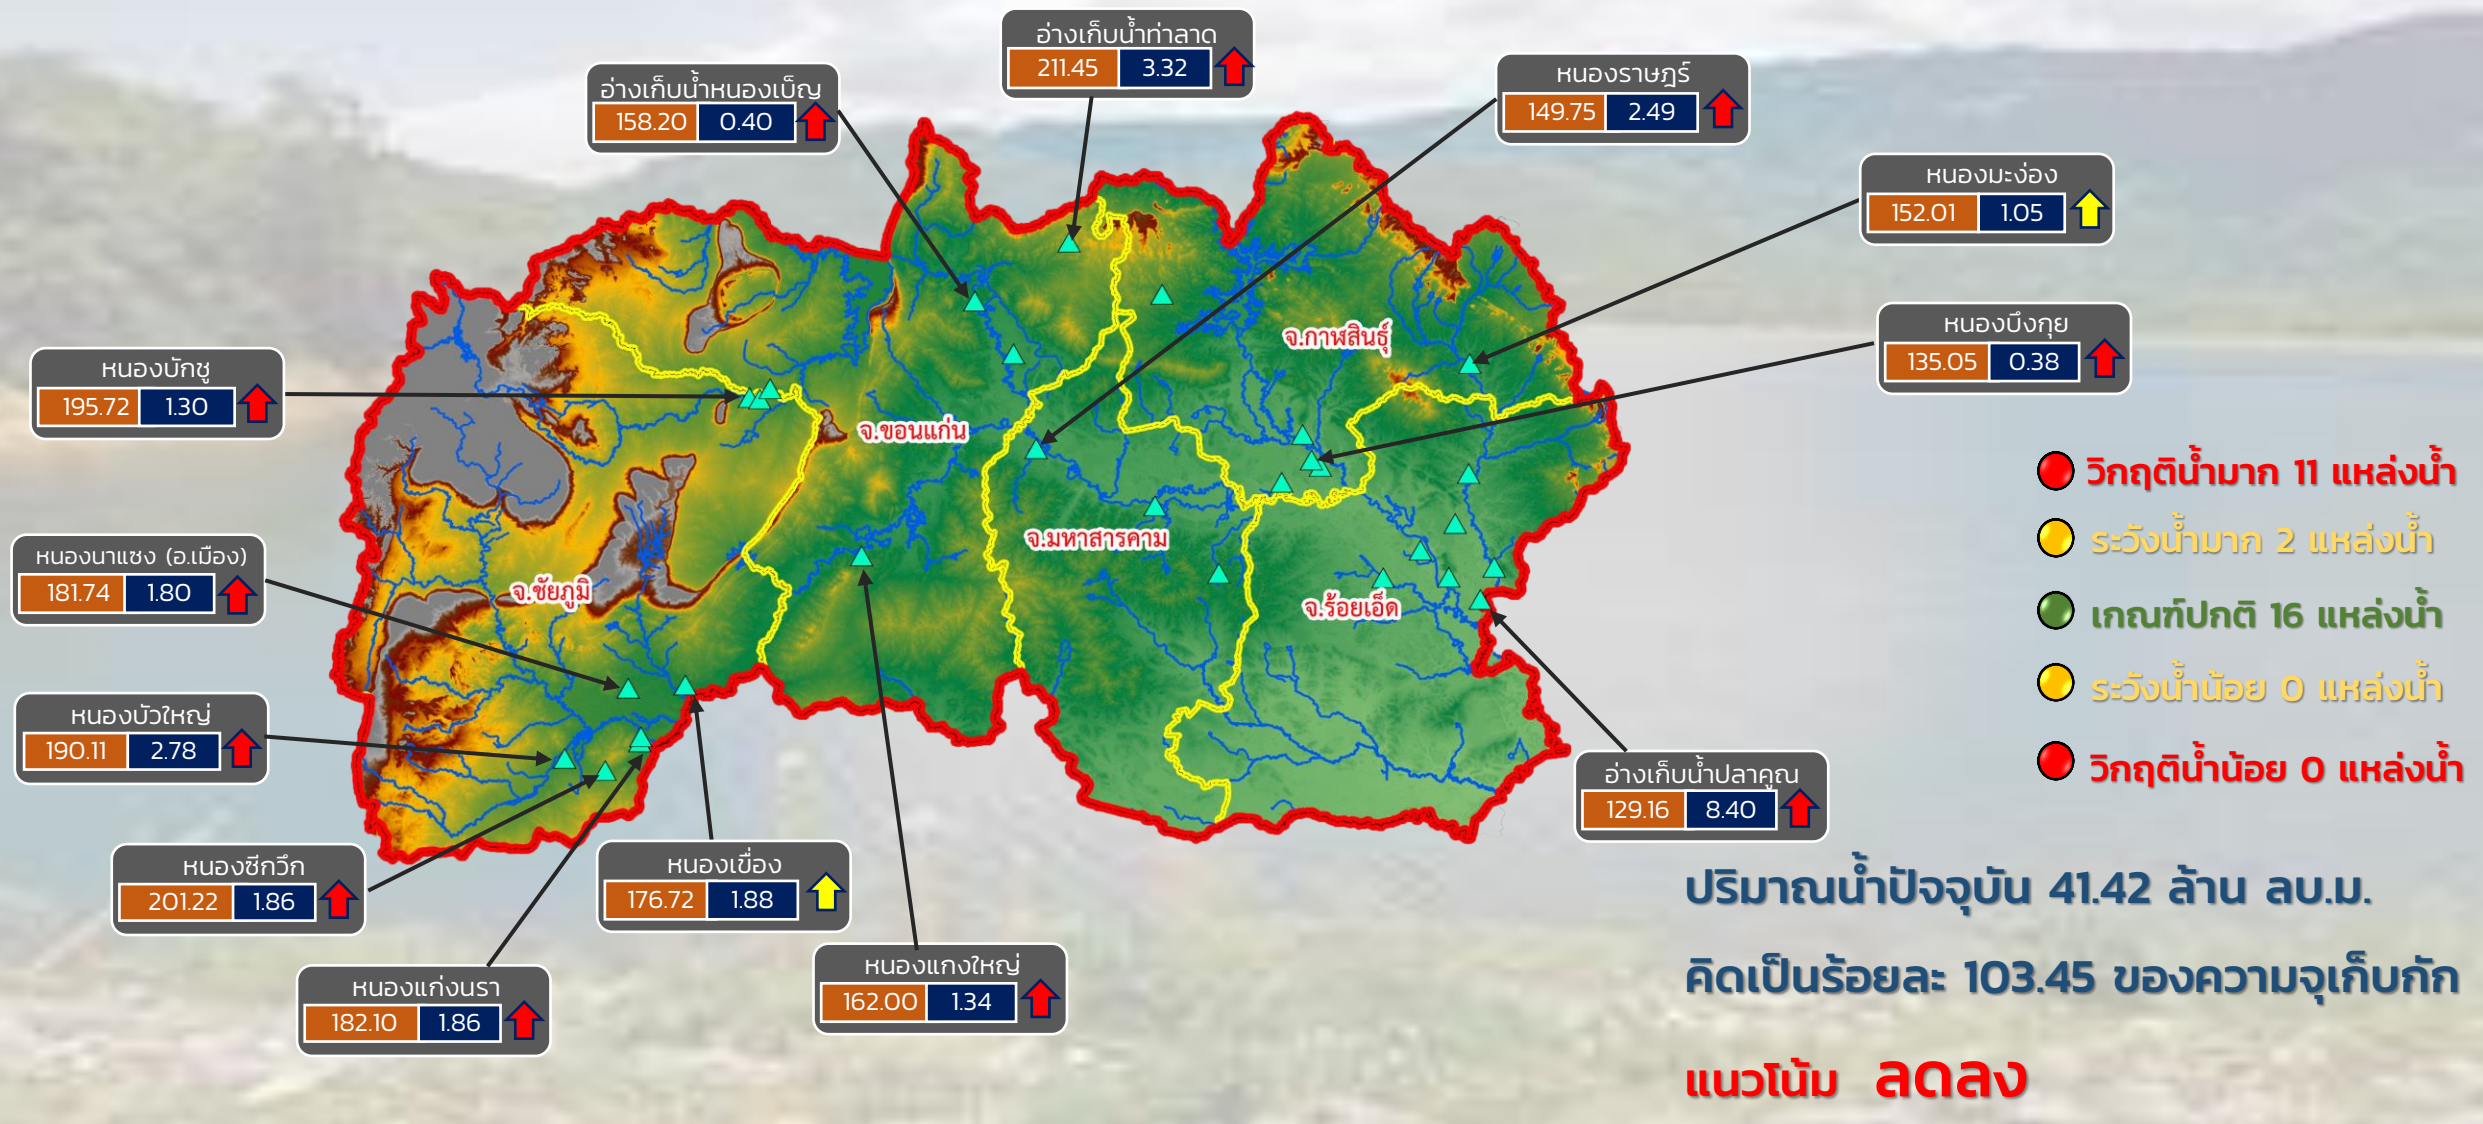 อ่างเก็บน้ำท่าลาด
211.45 3.32
อ่างเก็บน้ำหนองเบ็ญ
158.20 0.40
หนองราษฎร์
149.75 2.49
หนองมะง่อง
152.01 1.05
หนองบึงกุย
135.05 0.38
หนองบักชู
195.72 1.30
หนองนาแซง (อ.เมือง)
181.74 1.80
หนองบัวใหญ่
190.11 2.78
หนองซีกวึก
201.22 1.86
หนองแก่งนรา
182.10 1.86
หนองเขื่อง
176.72 1.88
หนองแกงใหญ่
162.00 1.34
อ่างเก็บน้ำปลาคูณ
129.16 8.40
จ.กาฬสินธุ์
จ.ขอนแก่น
จ.มหาสารคาม
จ.ชัยภูมิ
จ.ร้อยเอ็ด
วิกฤติน้ำมาก 11 แหล่งน้ำ
ระวังน้ำมาก 2 แหล่งน้ำ
เกณฑ์ปกติ 16 แหล่งน้ำ
ระวังน้ำน้อย 0 แหล่งน้ำ
วิกฤติน้ำน้อย 0 แหล่งน้ำ
ปริมาณน้ำปัจจุบัน 41.42 ล้าน ลบ.ม.
คิดเป็นร้อยละ 103.45 ของความจุเก็บกัก
แนวโน้ม ลดลง